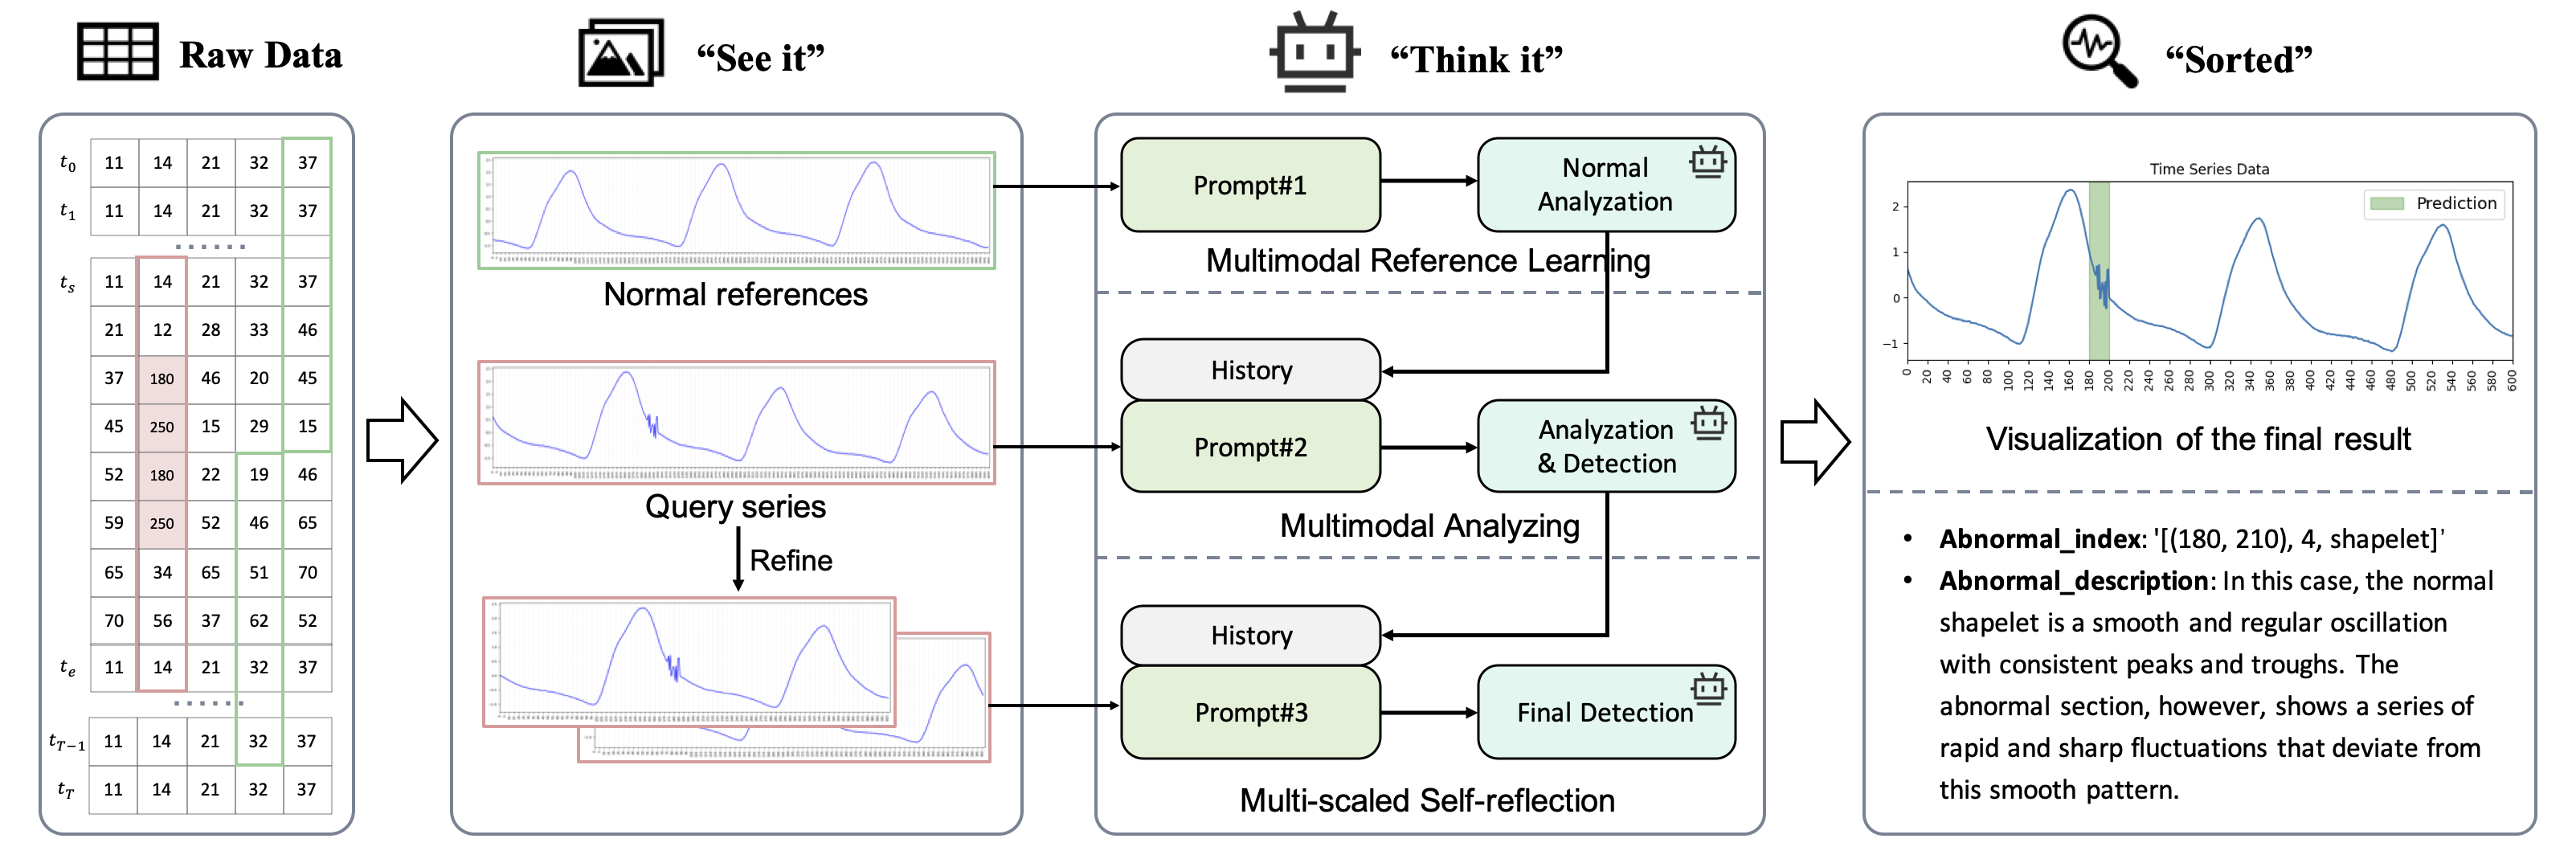 Raw Data
“See it”
“Think it”
“Sorted”
t0 11 14 21 32 37
t1 11 14 21 32 37
......
ts 11 14 21 32 37
21 12 28 33 46
37 180 46 20 45
45 250 15 29 15
52 180 22 19 46
59 250 52 46 65
65 34 65 51 70
70 56 37 62 52
te 11 14 21 32 37
......
tT−1 11 14 21 32 37
tT 11 14 21 32 37
Normal references
Query series
Refine
Prompt#1
Normal
Analyzation
Multimodal Reference Learning
History
Prompt#2
Analyzation
& Detection
Multimodal Analyzing
History
Prompt#3
Final Detection
Multi-scaled Self-reflection
Time Series Data
Prediction
2
1
0
−1
0 20 40 60 80 100 120 140 160 180 200 220 240 260 280 300 320 340 360 380 400 420 440 460 480 500 520 540 560 580 600
Visualization of the final result
• Abnormal_index: '[(180, 210), 4, shapelet]'
• Abnormal_description: In this case, the normal
shapelet is a smooth and regular oscillation
with consistent peaks and troughs. The
abnormal section, however, shows a series of
rapid and sharp fluctuations that deviate from
this smooth pattern.